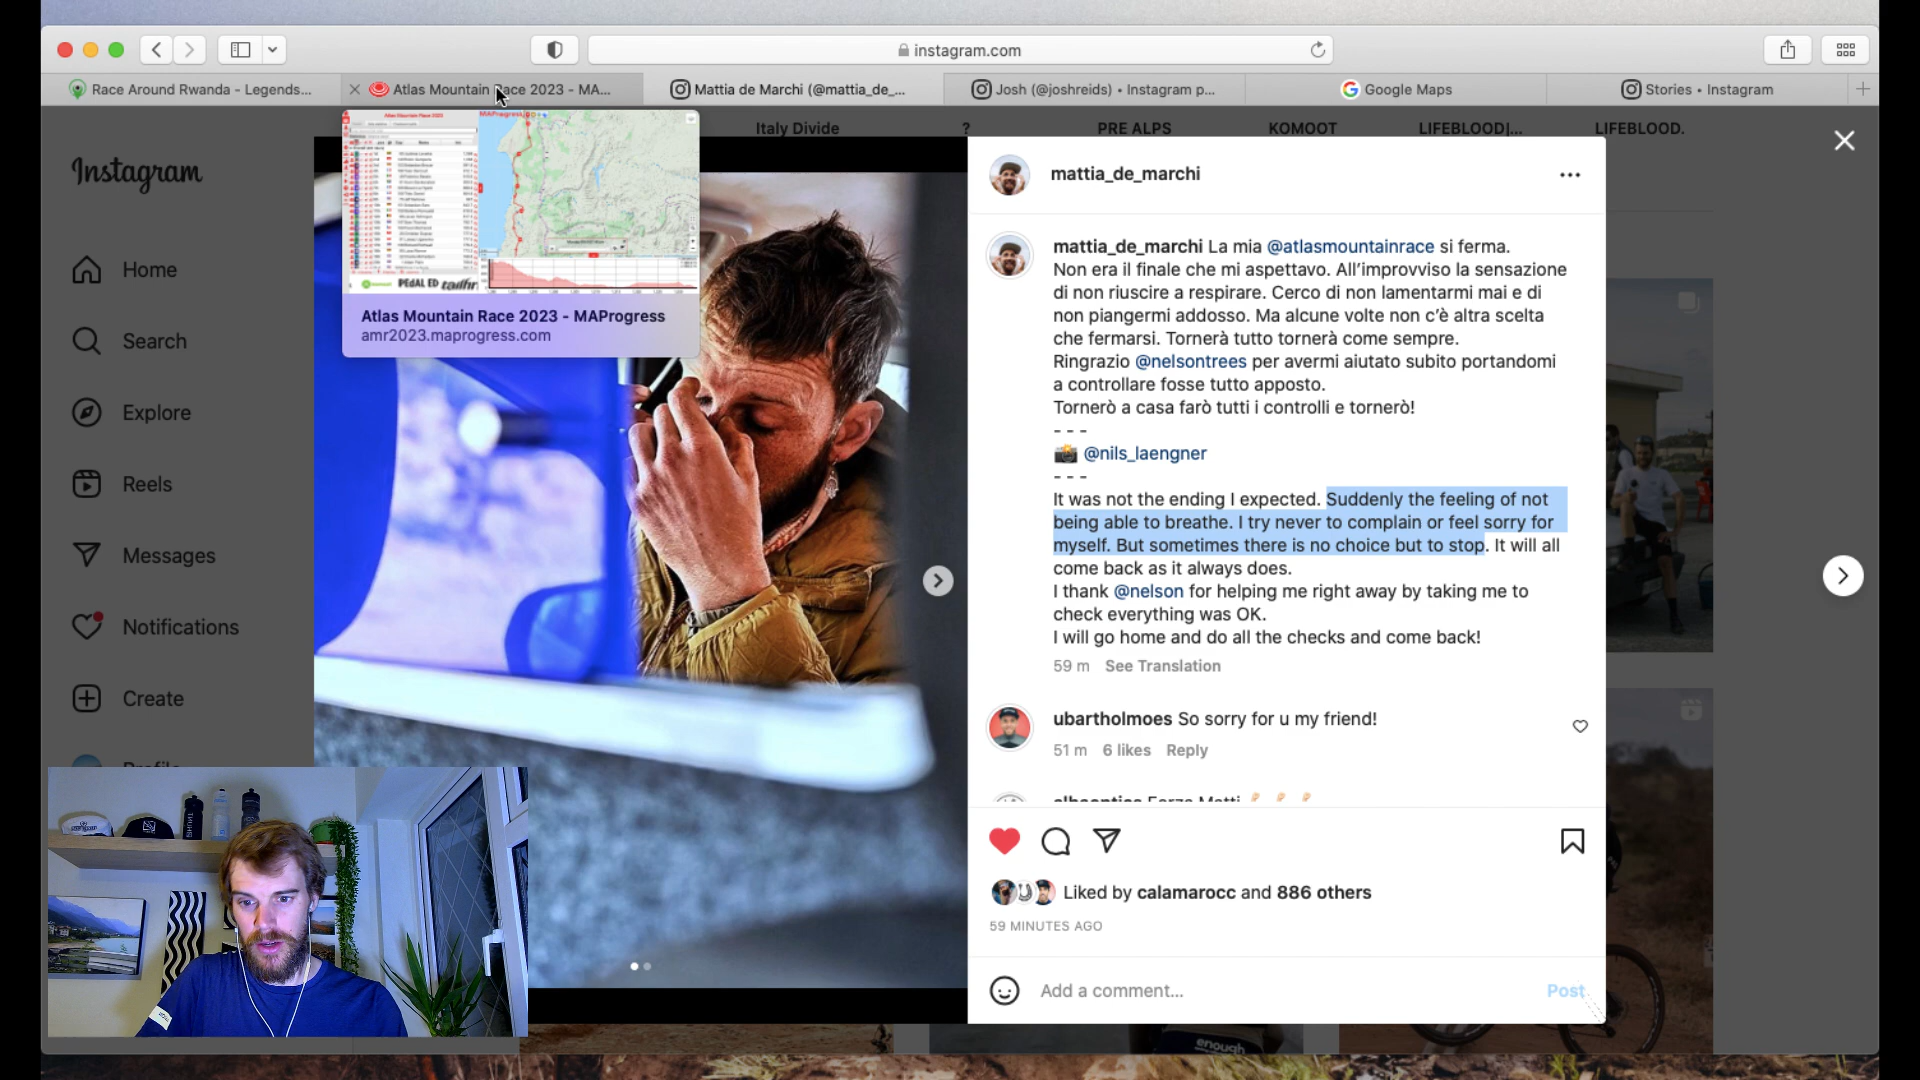 instagram.com
Race Around Rwanda - Legends...
Atlas Mountain Race 2023 - MA...
Mattia de Marchi (@mattia_de_...
Josh (@joshreids) • Instagram p...
Google Maps
Stories • Instagram
Italy Divide
?
PRE ALPS
KOMOOT
LIFEBLOOD|...
LIFEBLOOD.
Instagram
Home
Search
Explore
Reels
Messages
Notifications
Create
Atlas Mountain Race 2023
MAProgress
PEdAL ED tailfin
Atlas Mountain Race 2023 - MAProgress
amr2023.maprogress.com
mattia_de_marchi
mattia_de_marchi La mia @atlasmountainrace si ferma.
Non era il finale che mi aspettavo. All'improvviso la sensazione
di non riuscire a respirare. Cerco di non lamentarmi mai e di
non piangermi addosso. Ma alcune volte non c'è altra scelta
che fermarsi. Tornerà tutto tornerà come sempre.
Ringrazio @nelsontrees per avermi aiutato subito portandomi
a controllare fosse tutto apposto.
Tornerò a casa farò tutti i controlli e tornerò!
- - -
📸 @nils_laengner
- - -
It was not the ending I expected. Suddenly the feeling of not
being able to breathe. I try never to complain or feel sorry for
myself. But sometimes there is no choice but to stop. It will all
come back as it always does.
I thank @nelson for helping me right away by taking me to
check everything was OK.
I will go home and do all the checks and come back!
59 m See Translation
ubartholmoes So sorry for u my friend!
51 m 6 likes Reply
Liked by calamarocc and 886 others
59 MINUTES AGO
Add a comment...
Post
enough